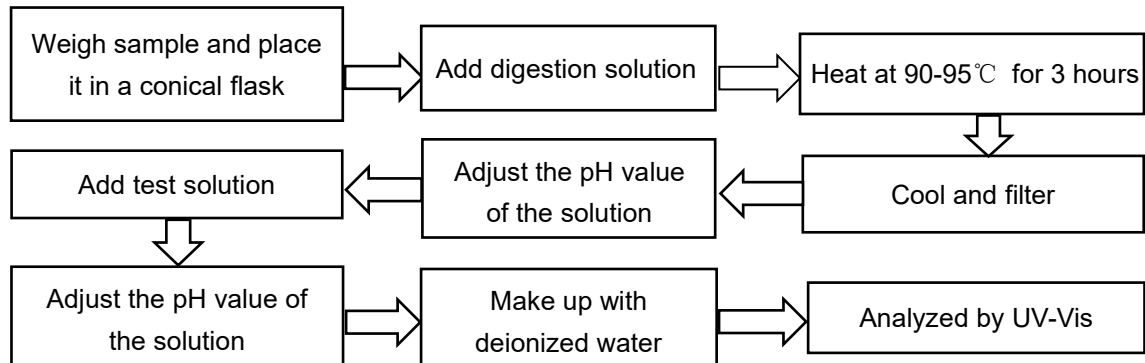 Weigh sample and place
it in a conical flask
Add digestion solution
Heat at 90-95℃ for 3 hours
Cool and filter
Adjust the pH value
of the solution
Add test solution
Adjust the pH value of
the solution
Make up with
deionized water
Analyzed by UV-Vis